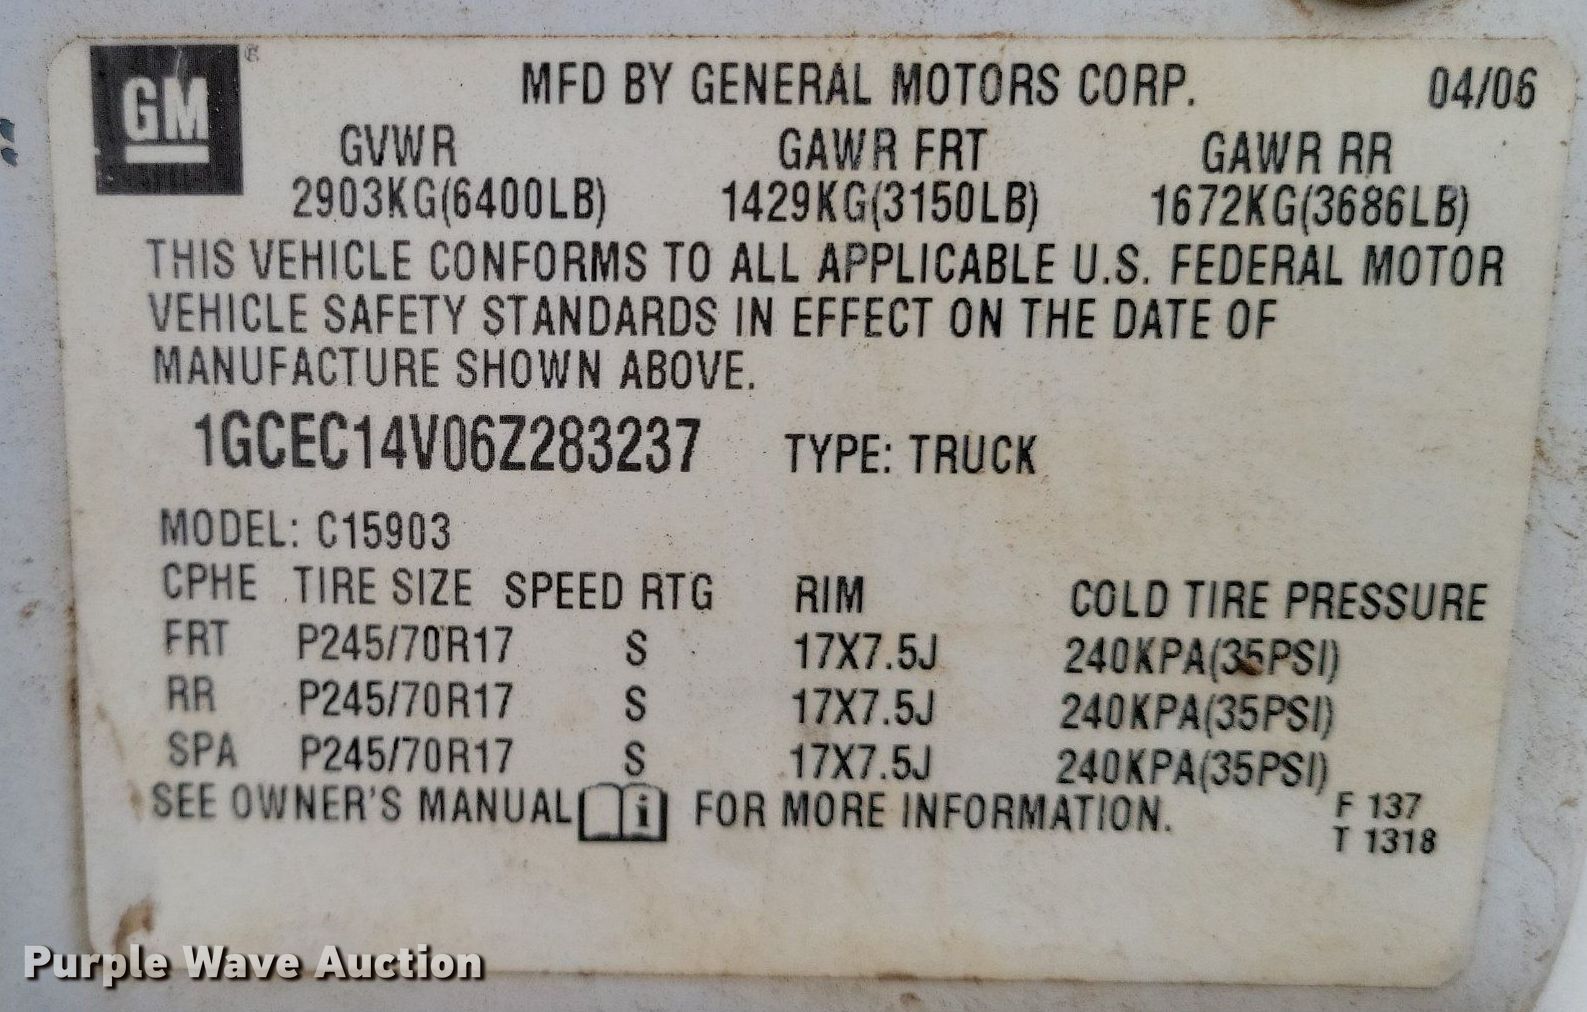 GM
MFD BY GENERAL MOTORS CORP. 04/06
GVWR GAWR FRT GAWR RR
2903KG(6400LB) 1429KG(3150LB) 1672KG(3686LB)
THIS VEHICLE CONFORMS TO ALL APPLICABLE U.S. FEDERAL MOTOR
VEHICLE SAFETY STANDARDS IN EFFECT ON THE DATE OF
MANUFACTURE SHOWN ABOVE.
1GCEC14V06Z283237 TYPE: TRUCK
MODEL: C15903
CPHE TIRE SIZE SPEED RTG RIM COLD TIRE PRESSURE
FRT P245/70R17 S 17X7.5J 240KPA(35PSI)
RR P245/70R17 S 17X7.5J 240KPA(35PSI)
SPA P245/70R17 S 17X7.5J 240KPA(35PSI)
SEE OWNER'S MANUAL i FOR MORE INFORMATION.
F 137
T 1318
Purple Wave Auction